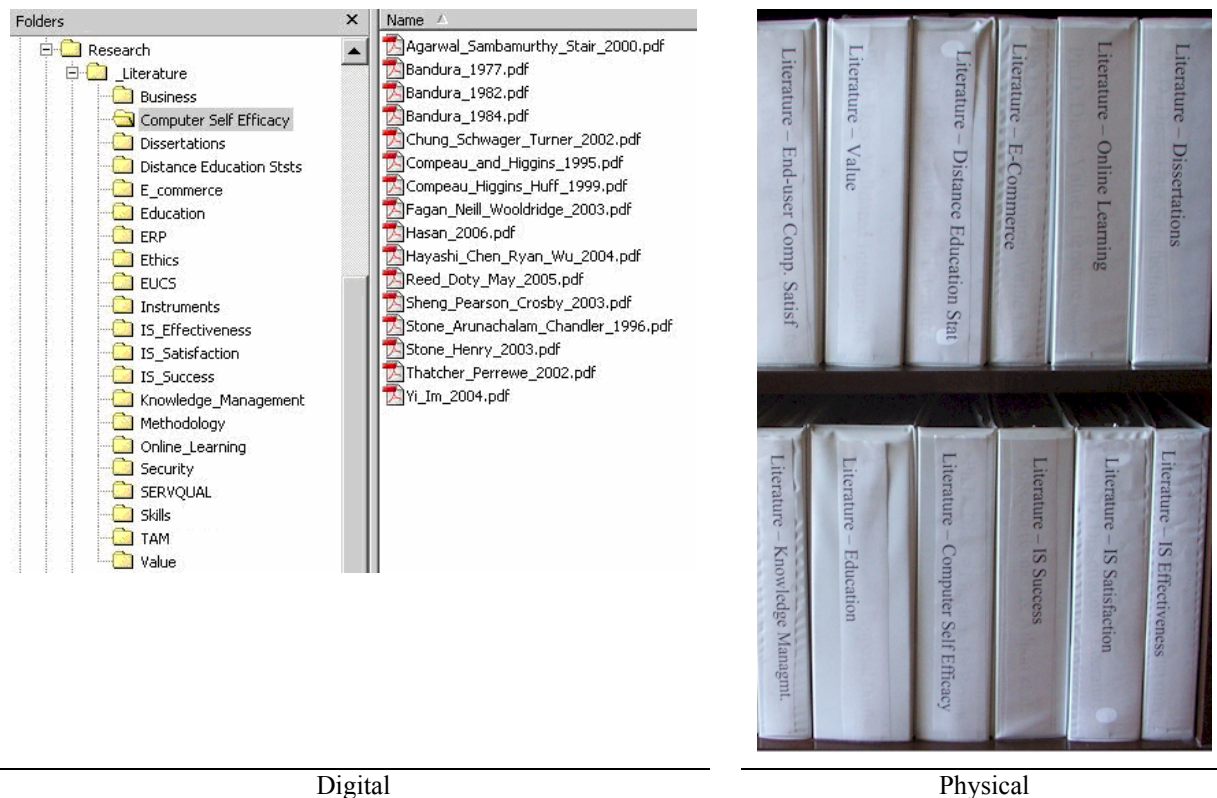 Folders
Research
_Literature
Business
Computer Self Efficacy
Dissertations
Distance Education Ststs
E_commerce
Education
ERP
Ethics
EUCS
Instruments
IS_Effectiveness
IS_Satisfaction
IS_Success
Knowledge_Management
Methodology
Online_Learning
Security
SERVQUAL
Skills
TAM
Value
Name
Agarwal_Sambamurthy_Stair_2000.pdf
Bandura_1977.pdf
Bandura_1982.pdf
Bandura_1984.pdf
Chung_Schwager_Turner_2002.pdf
Compeau_and_Higgins_1995.pdf
Compeau_Higgins_Huff_1999.pdf
Fagan_Neill_Wooldridge_2003.pdf
Hasan_2006.pdf
Hayashi_Chen_Ryan_Wu_2004.pdf
Reed_Doty_May_2005.pdf
Sheng_Pearson_Crosby_2003.pdf
Stone_Arunachalam_Chandler_1996.pdf
Stone_Henry_2003.pdf
Thatcher_Perrewe_2002.pdf
Yi_Im_2004.pdf
Literature – End-user Comp. Satisf
Literature – Value
Literature – Distance Education Stat
Literature – E-Commerce
Literature – Online Learning
Literature – Dissertations
Literature – Knowledge Managmt.
Literature – Education
Literature – Computer Self Efficacy
Literature – IS Success
Literature – IS Satisfaction
Literature – IS Effectiveness
Digital
Physical